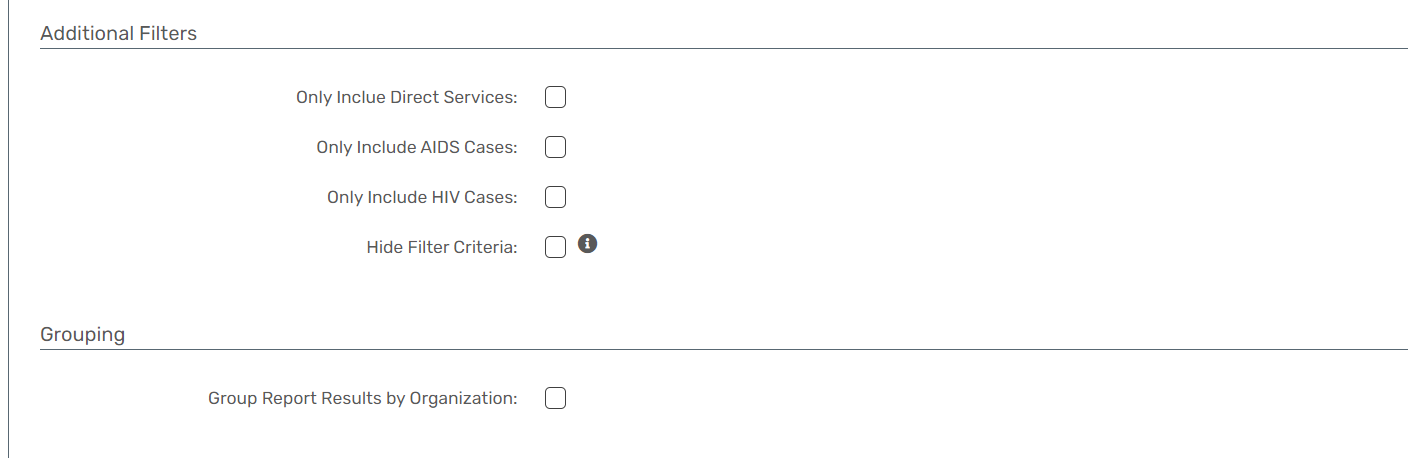 Additional Filters
Only Inclue Direct Services:
Only Include AIDS Cases:
Only Include HIV Cases:
Hide Filter Criteria:
Grouping
Group Report Results by Organization: